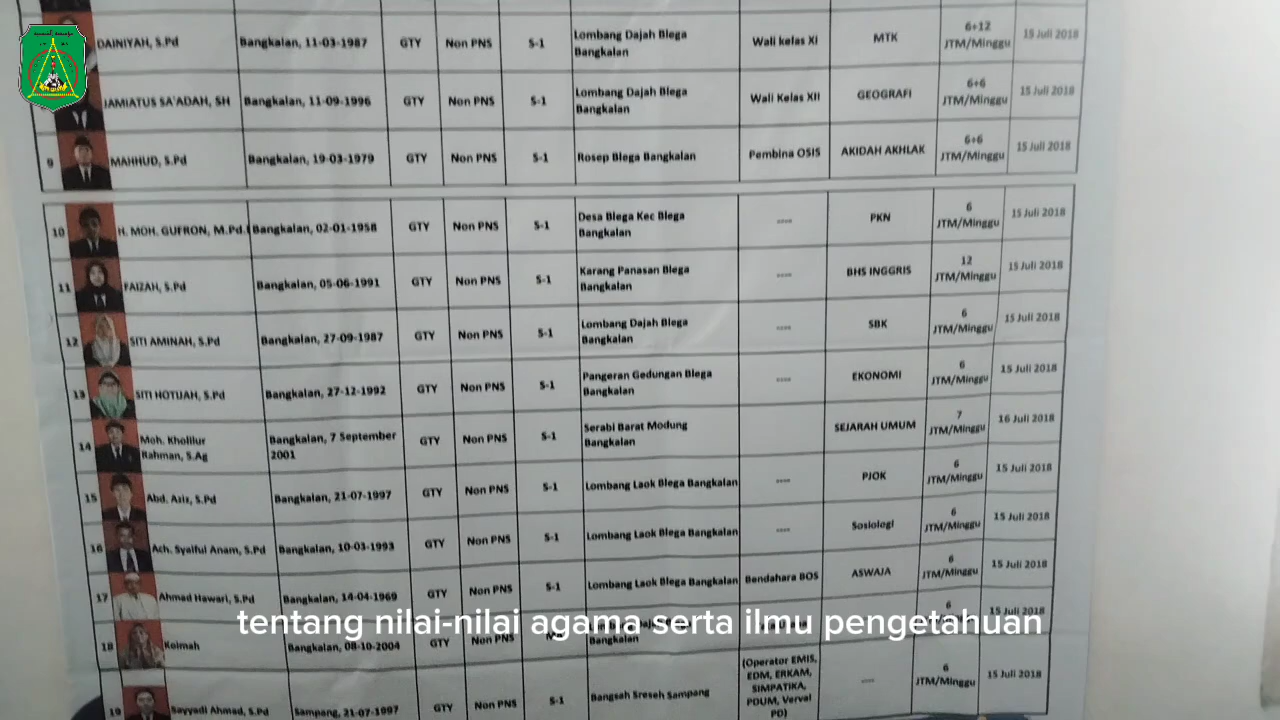 DAINIYAH, S.Pd Bangkalan, 11-03-1987 GTY Non PNS S-1 Lombang Dajah Blega Bangkalan Wali kelas XI MTK 6+12 JTM/Minggu 15 Juli 2018
JAMIATUS SA'ADAH, SH Bangkalan, 11-09-1996 GTY Non PNS S-1 Lombang Dajah Blega Bangkalan Wali Kelas XII GEOGRAFI 6+6 JTM/Minggu 15 Juli 2018
9 MAHHUD, S.Pd Bangkalan, 19-03-1979 GTY Non PNS S-1 Rosep Blega Bangkalan Pembina OSIS AKIDAH AKHLAK 6+6 JTM/Minggu 15 Juli 2018
10 H. MOH. GUFRON, M.Pd.I Bangkalan, 02-01-1958 GTY Non PNS S-1 Desa Blega Kec Blega Bangkalan ---- PKN 6 JTM/Minggu 15 Juli 2018
11 FAIZAH, S.Pd Bangkalan, 05-06-1991 GTY Non PNS S-1 Karang Panasan Blega Bangkalan ---- BHS INGGRIS 12 JTM/Minggu 15 Juli 2018
12 SITI AMINAH, S.Pd Bangkalan, 27-09-1987 GTY Non PNS S-1 Lombang Dajah Blega Bangkalan ---- SBK 6 JTM/Minggu 15 Juli 2018
13 SITI HOTIJAH, S.Pd Bangkalan, 27-12-1992 GTY Non PNS S-1 Pangeran Gedungan Blega Bangkalan ---- EKONOMI 6 JTM/Minggu 15 Juli 2018
14 Moh. Kholilur Rahman, S.Ag Bangkalan, 7 September 2001 GTY Non PNS S-1 Serabi Barat Modung Bangkalan SEJARAH UMUM 7 JTM/Minggu 16 Juli 2018
15 Abd. Aziz, S.Pd Bangkalan, 21-07-1997 GTY Non PNS S-1 Lombang Laok Blega Bangkalan ---- PJOK 6 JTM/Minggu 15 Juli 2018
16 Ach. Syaiful Anam, S.Pd Bangkalan, 10-03-1993 GTY Non PNS S-1 Lombang Laok Blega Bangkalan ---- Sosiologi 6 JTM/Minggu 15 Juli 2018
17 Ahmad Hawari, S.Pd Bangkalan, 14-04-1969 GTY Non PNS S-1 Lombang Laok Blega Bangkalan Bendahara BOS ASWAJA 6 JTM/Minggu 15 Juli 2018
tentang nilai-nilai agama serta ilmu pengetahuan
18 Koimah Bangkalan, 08-10-2004 GTY Non PNS Bangkalan 6 JTM/Minggu 15 Juli 2018
19 Sayyadi Ahmad, S.Pd Sampang, 21-07-1997 GTY Non PNS S-1 Bangsah Sreseh Sampang (Operator EMIS, EDM, ERKAM, SIMPATIKA, PDUM, Verval PD) ---- 6 JTM/Minggu 15 Juli 2018